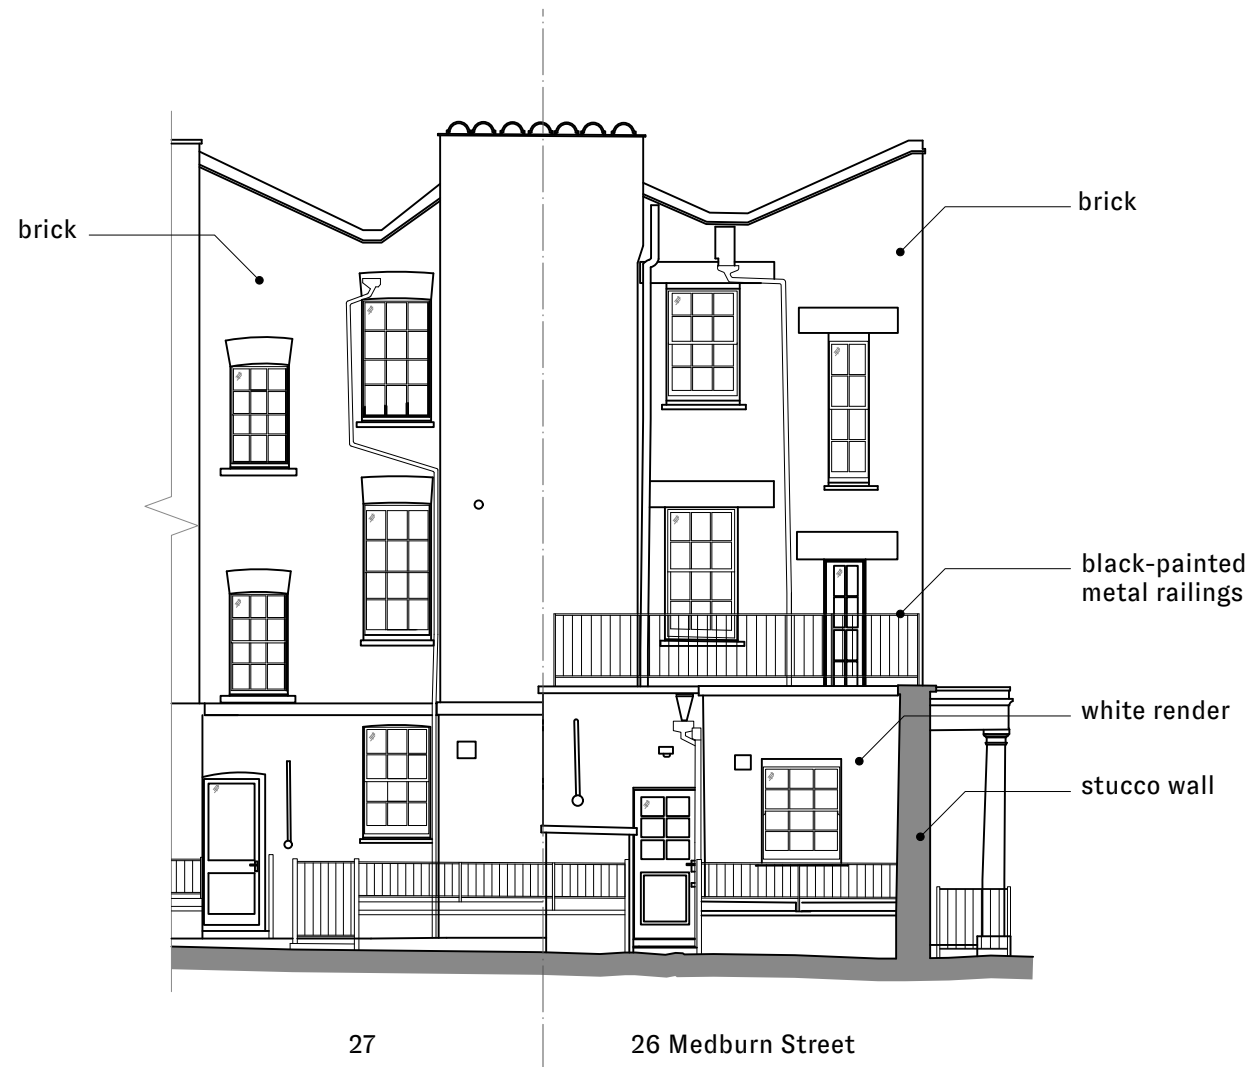 brick
brick
black-painted
metal railings
white render
stucco wall
27
26 Medburn Street